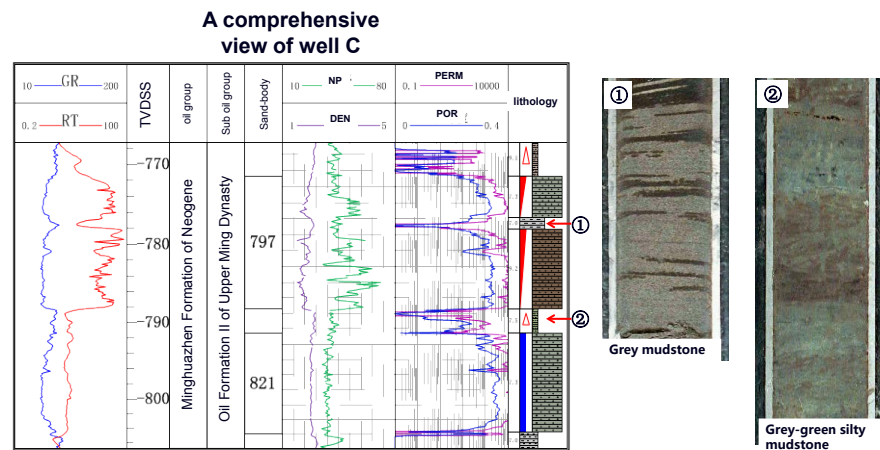 A comprehensive
view of well C
10 GR 200
0.2 RT 100
TVDSS
oil group
Sub oil group
Sand-body
10 NP 80
1 DEN 5
PERM
0.1 10000
POR
0 0.4
lithology
-770
-780
-790
-800
Minghuazhen Formation of Neogene
Oil Formation II of Upper Ming Dynasty
797
821
①
②
①
Grey mudstone
②
Grey-green silty
mudstone